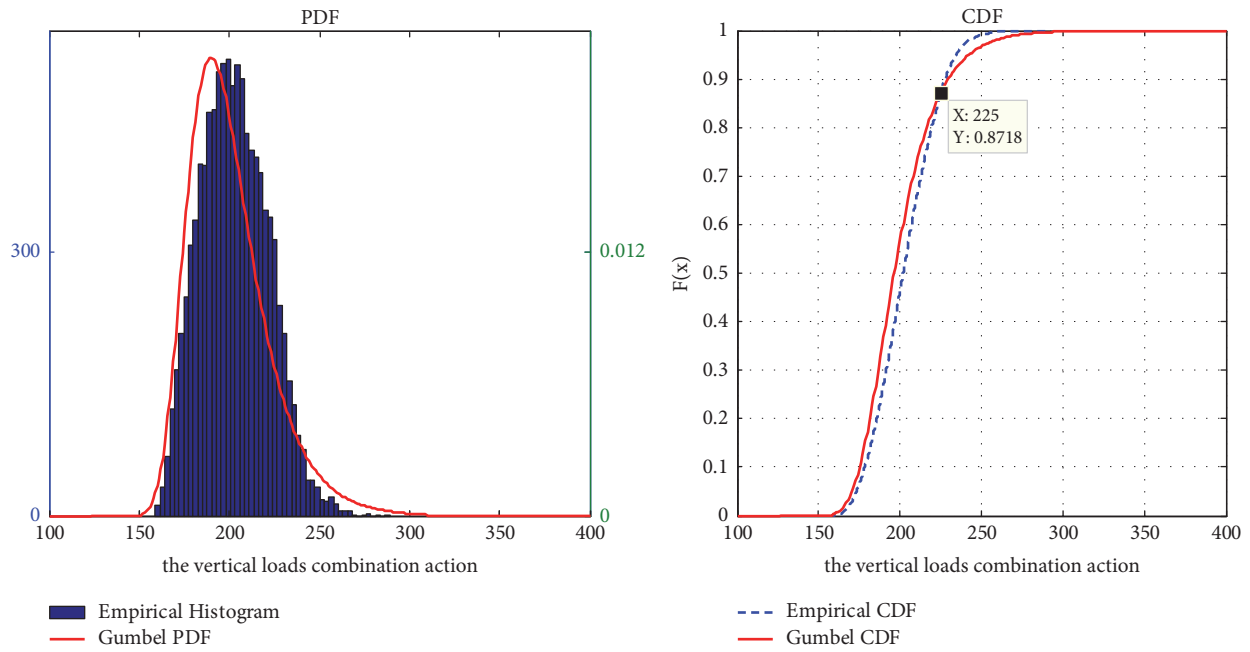 PDF
300
0
0.012
0
100
150
200
250
300
350
400
the vertical loads combination action
Empirical Histogram
Gumbel PDF
CDF
F(x)
1
0.9
0.8
0.7
0.6
0.5
0.4
0.3
0.2
0.1
0
X: 225
Y: 0.8718
100
150
200
250
300
350
400
the vertical loads combination action
Empirical CDF
Gumbel CDF